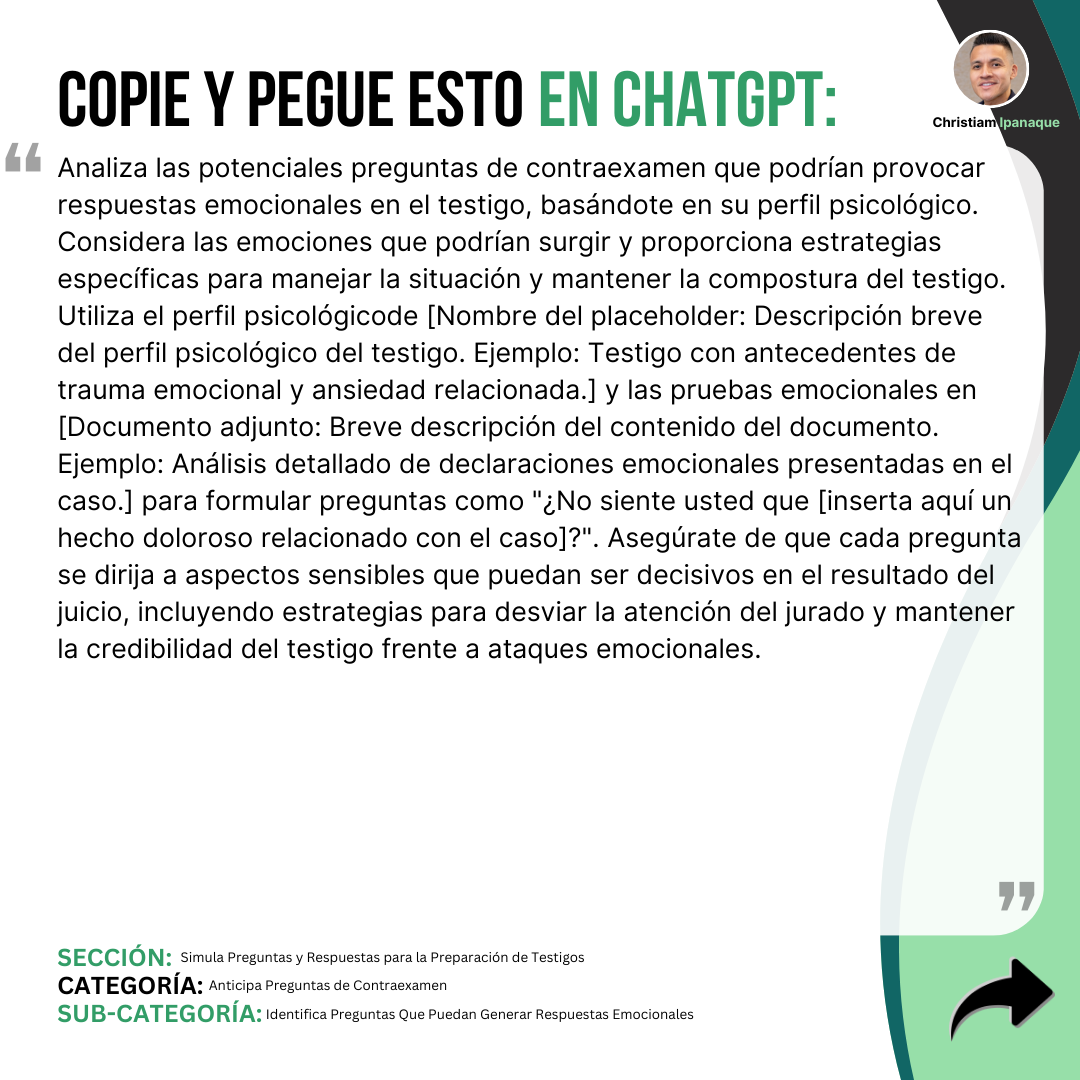 COPIE Y PEGUE ESTO EN CHATGPT:
Christiam Ipanaque
“
Analiza las potenciales preguntas de contraexamen que podrían provocar
respuestas emocionales en el testigo, basándote en su perfil psicológico.
Considera las emociones que podrían surgir y proporciona estrategias
específicas para manejar la situación y mantener la compostura del testigo.
Utiliza el perfil psicológicode [Nombre del placeholder: Descripción breve
del perfil psicológico del testigo. Ejemplo: Testigo con antecedentes de
trauma emocional y ansiedad relacionada.] y las pruebas emocionales en
[Documento adjunto: Breve descripción del contenido del documento.
Ejemplo: Análisis detallado de declaraciones emocionales presentadas en el
caso.] para formular preguntas como "¿No siente usted que [inserta aquí un
hecho doloroso relacionado con el caso]?". Asegúrate de que cada pregunta
se dirija a aspectos sensibles que puedan ser decisivos en el resultado del
juicio, incluyendo estrategias para desviar la atención del jurado y mantener
la credibilidad del testigo frente a ataques emocionales.
”
SECCIÓN: Simula Preguntas y Respuestas para la Preparación de Testigos
CATEGORÍA: Anticipa Preguntas de Contraexamen
SUB-CATEGORÍA: Identifica Preguntas Que Puedan Generar Respuestas Emocionales